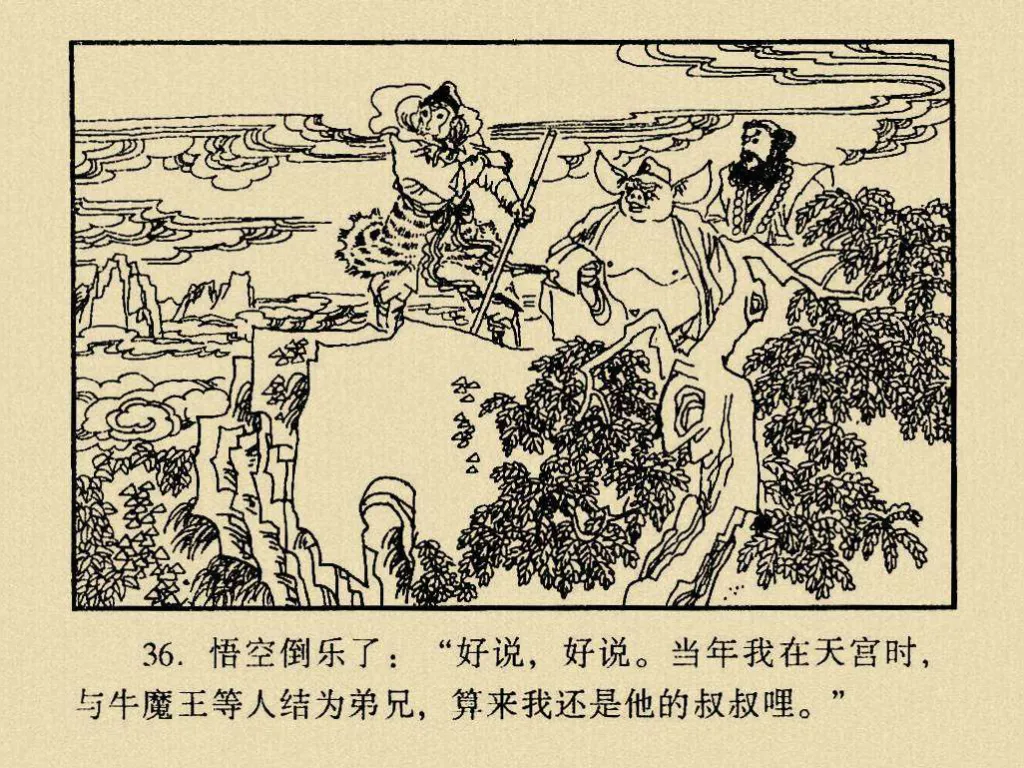 36. 悟空倒乐了：“好说，好说。当年我在天宫时，
与牛魔王等人结为弟兄，算来我还是他的叔叔哩。”